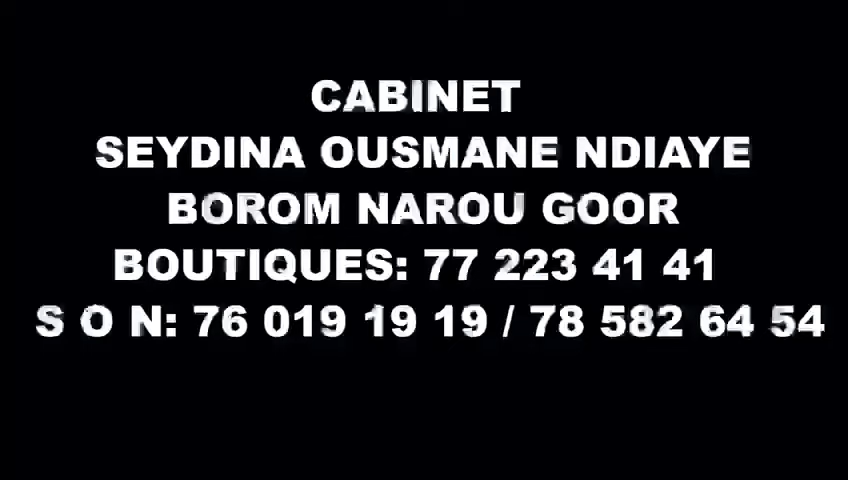 CABINET
SEYDINA OUSMANE NDIAYE
BOROM NAROU GOOR
BOUTIQUES: 77 223 41 41
S O N: 76 019 19 19 / 78 582 64 54